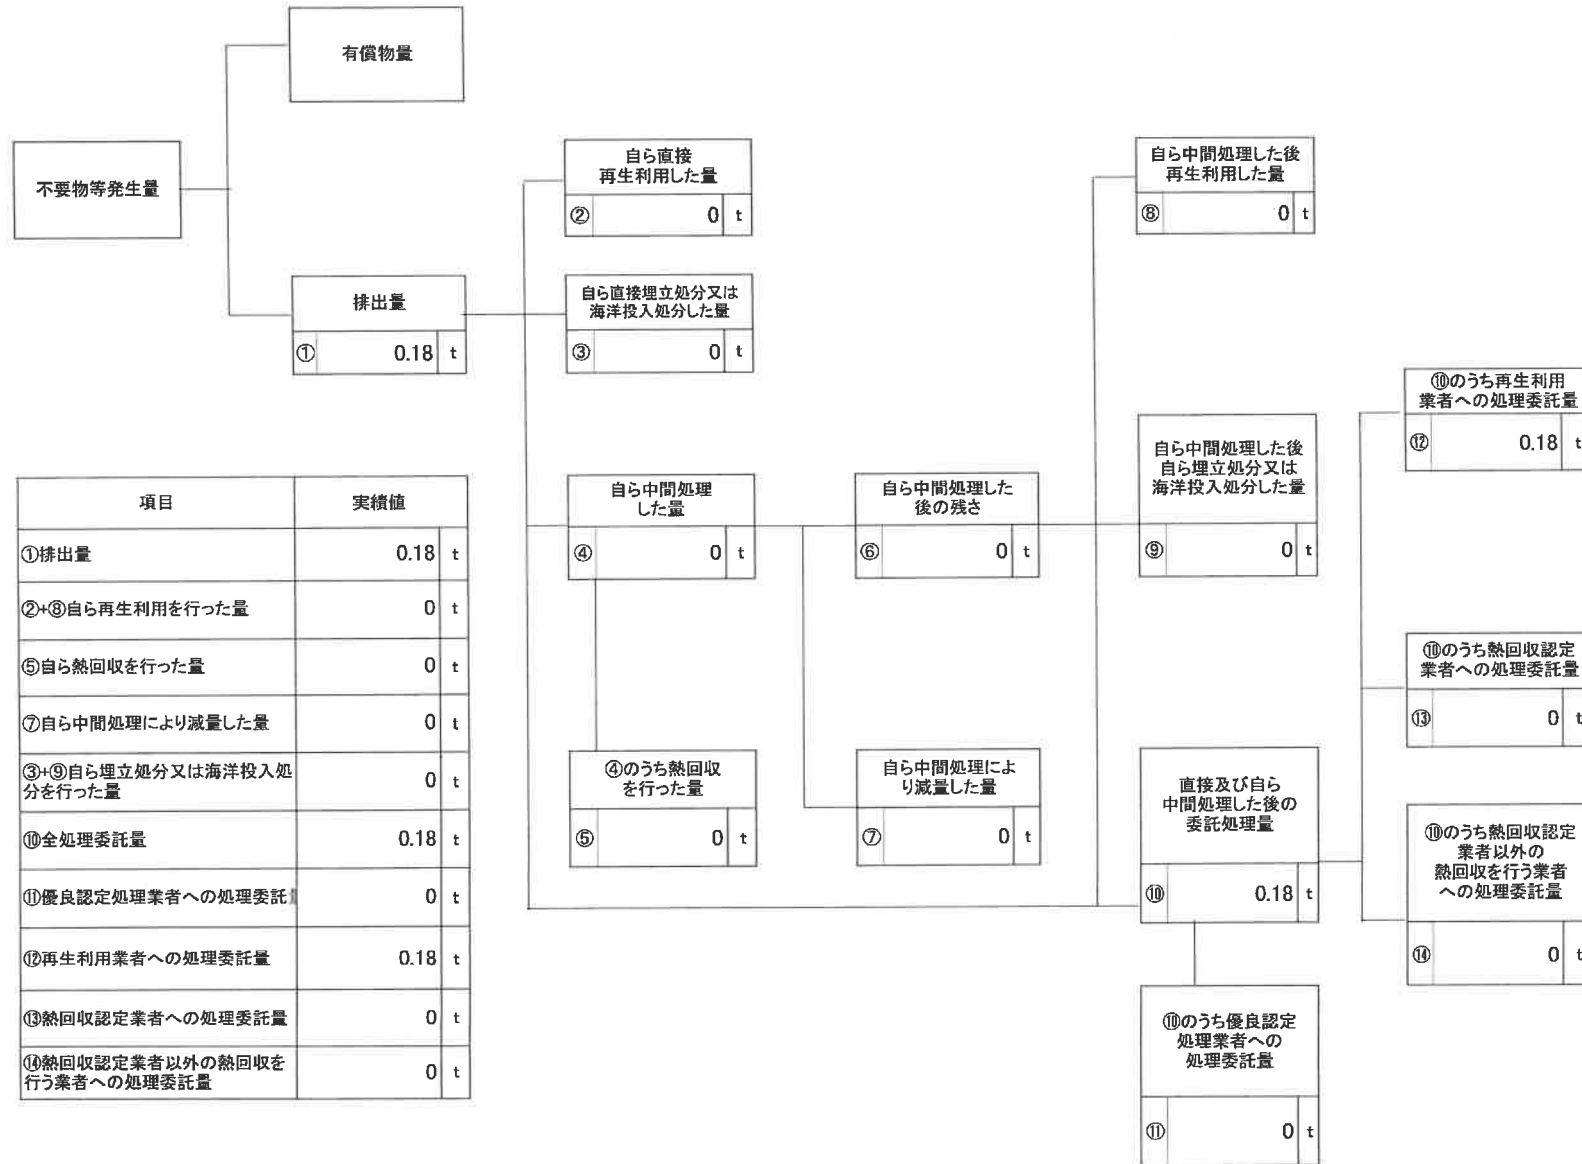 有償物量
不要物等発生量
排出量
① 0.18 t
自ら直接
再生利用した量
② 0 t
自ら直接埋立処分又は
海洋投入処分した量
③ 0 t
自ら中間処理
した量
④ 0 t
④のうち熱回収
を行った量
⑤ 0 t
自ら中間処理した
後の残さ
⑥ 0 t
自ら中間処理によ
り減量した量
⑦ 0 t
自ら中間処理した後
再生利用した量
⑧ 0 t
自ら中間処理した後
自ら埋立処分又は
海洋投入処分した量
⑨ 0 t
直接及び自ら
中間処理した後の
委託処理量
⑩ 0.18 t
⑩のうち優良認定
処理業者への
処理委託量
⑪ 0 t
⑩のうち再生利用
業者への処理委託量
⑫ 0.18 t
⑩のうち熱回収認定
業者への処理委託量
⑬ 0 t
⑩のうち熱回収認定
業者以外の
熱回収を行う業者
への処理委託量
⑭ 0 t
項目 実績値
①排出量 0.18 t
②+⑧自ら再生利用を行った量 0 t
⑤自ら熱回収を行った量 0 t
⑦自ら中間処理により減量した量 0 t
③+⑨自ら埋立処分又は海洋投入処
分を行った量 0 t
⑩全処理委託量 0.18 t
⑪優良認定処理業者への処理委託 0 t
⑫再生利用業者への処理委託量 0.18 t
⑬熱回収認定業者への処理委託量 0 t
⑭熱回収認定業者以外の熱回収を
行う業者への処理委託量 0 t